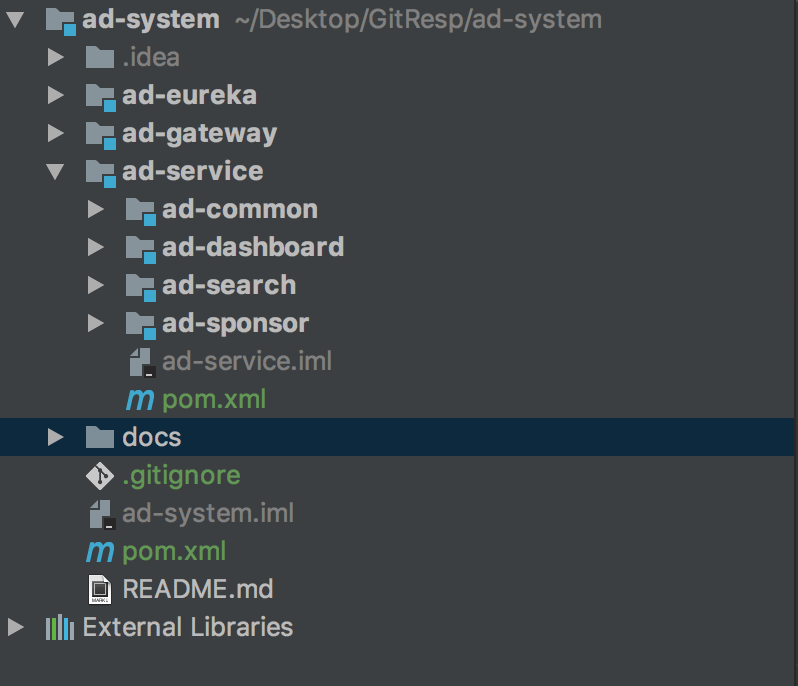 ad-system ~/Desktop/GitResp/ad-system
.idea
ad-eureka
ad-gateway
ad-service
ad-common
ad-dashboard
ad-search
ad-sponsor
ad-service.iml
m pom.xml
docs
.gitignore
ad-system.iml
m pom.xml
README.md
External Libraries